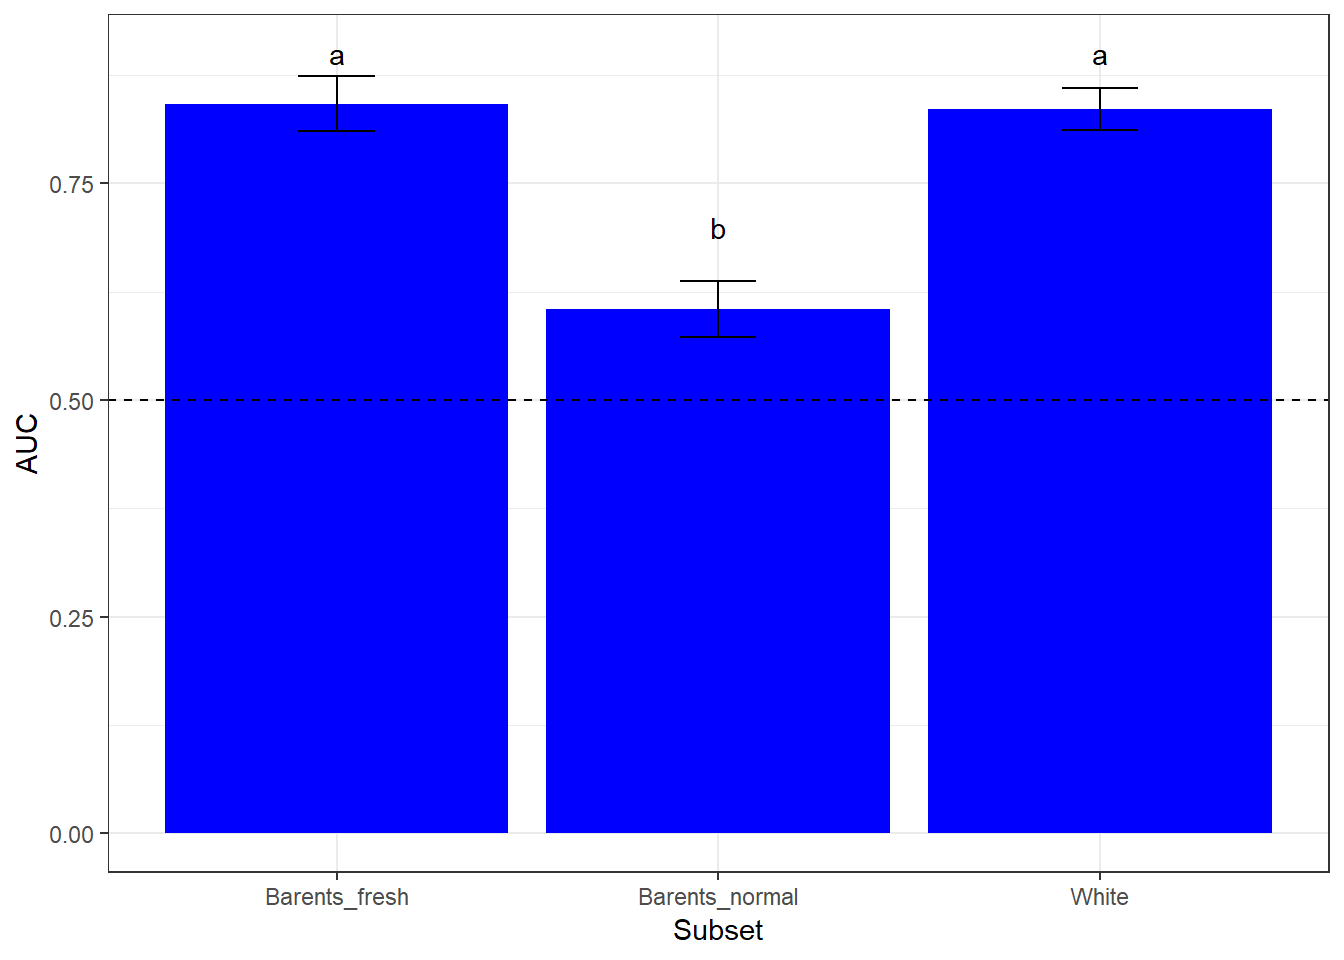 a
a
b
0.75
0.50
0.25
0.00
AUC
Barents_fresh
Barents_normal
White
Subset